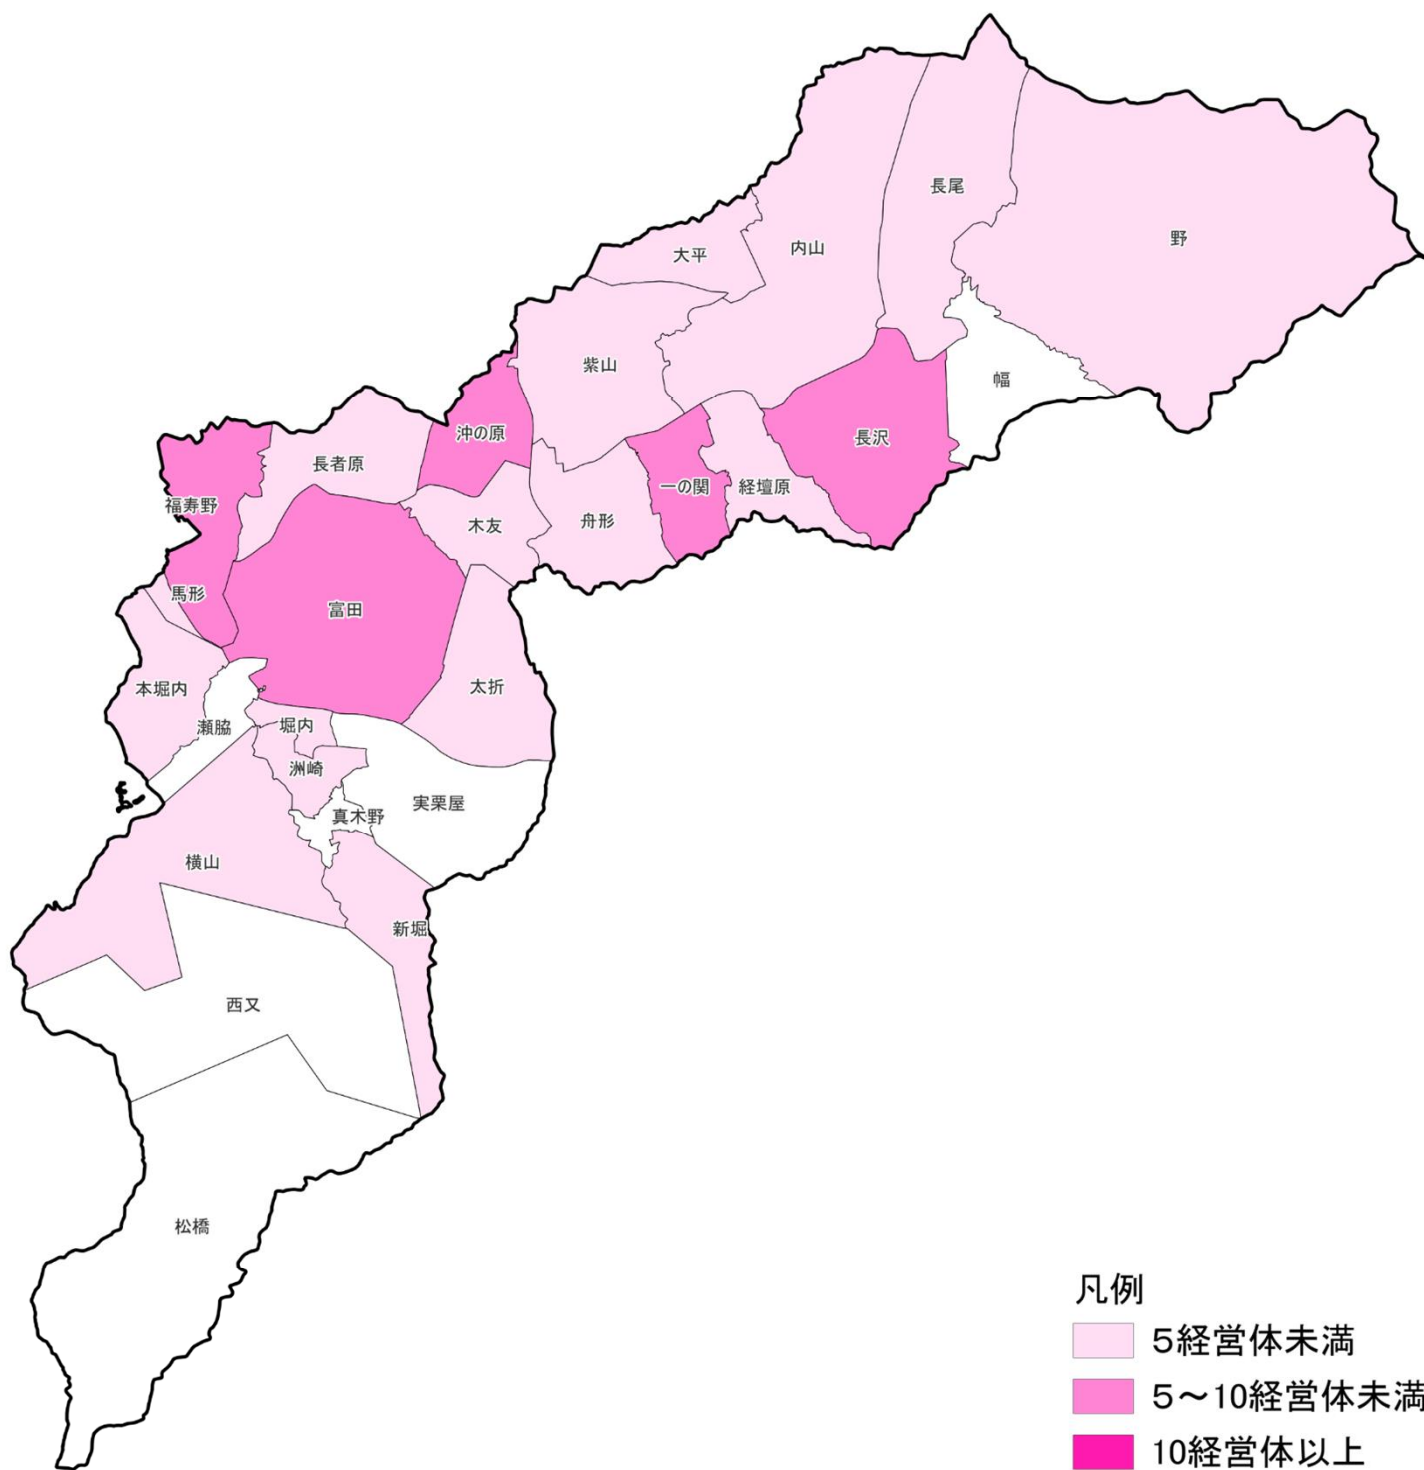 長尾
野
内山
大平
紫山
幅
沖の原
長沢
長者原
一の関
経壇原
福寿野
舟形
木友
馬形
富田
本堀内
太折
瀬脇
堀内
洲崎
実栗屋
真木野
横山
新堀
西又
松橋
凡例
5経営体未満
5～10経営体未満
10経営体以上